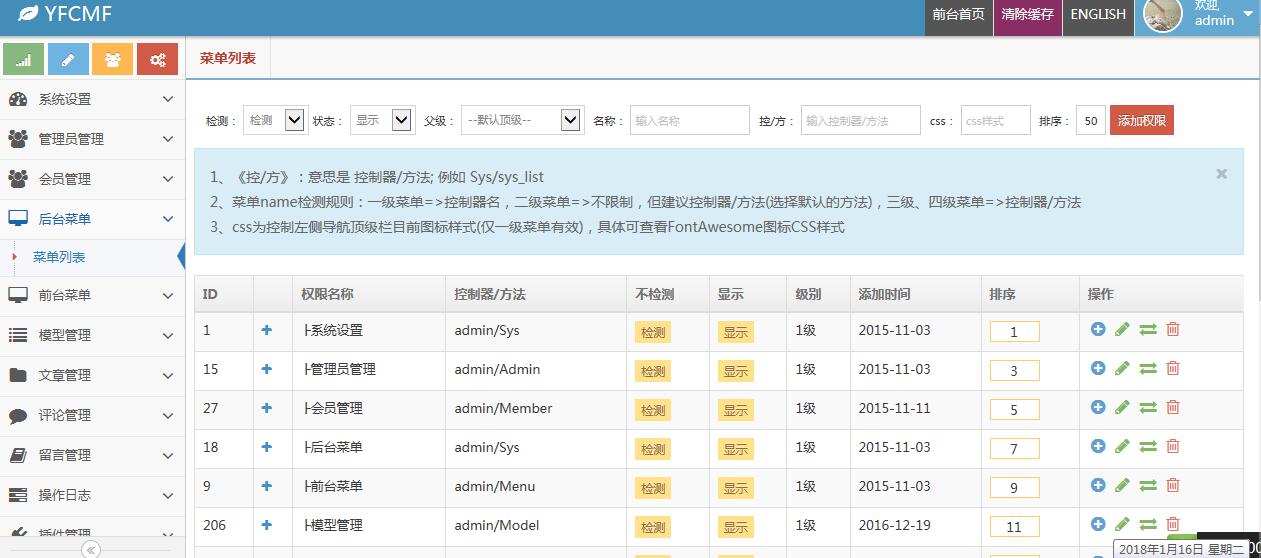 YFCMF
前台首页 清除缓存 ENGLISH 欢迎, admin
菜单列表
系统设置
管理员管理
会员管理
后台菜单
菜单列表
前台菜单
模型管理
文章管理
评论管理
留言管理
操作日志
插件管理
检测： 检测 状态： 显示 父级： --默认顶级-- 名称： 输入名称 控/方： 输入控制器/方法 css： css样式 排序： 50 添加权限
1、《控/方》：意思是 控制器/方法; 例如 Sys/sys_list
2、菜单name检测规则：一级菜单=>控制器名，二级菜单=>不限制，但建议控制器/方法(选择默认的方法)，三级、四级菜单=>控制器/方法
3、css为控制左侧导航顶级栏目前图标样式(仅一级菜单有效)，具体可查看FontAwesome图标CSS样式
ID 权限名称 控制器/方法 不检测 显示 级别 添加时间 排序 操作
1 ├系统设置 admin/Sys 检测 显示 1级 2015-11-03 1
15 ├管理员管理 admin/Admin 检测 显示 1级 2015-11-03 3
27 ├会员管理 admin/Member 检测 显示 1级 2015-11-11 5
18 ├后台菜单 admin/Sys 检测 显示 1级 2015-11-03 7
9 ├前台菜单 admin/Menu 检测 显示 1级 2015-11-03 9
206 ├模型管理 admin/Model 检测 显示 1级 2016-12-19 11
2018年1月16日 星期二